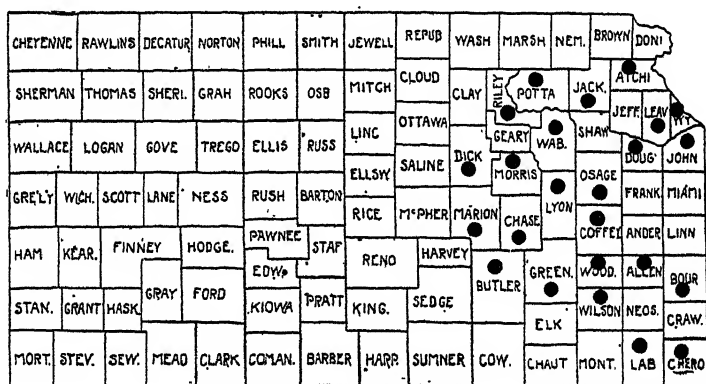 CHEYENNE RAWLINS DECATUR NORTON PHILL SMITH JEWELL REPUB WASH MARSH NEM. BROWN DONI
SHERMAN THOMAS SHERI. GRAH ROOKS OSB MITCH CLOUD CLAY RILEY POTTA JACK. ATCHI
JEFF. LEAV WY
WALLACE LOGAN GOVE TREGO ELLIS RUSS LINC OTTAWA GEARY WAB. SHAW
ELLSW SALINE DICK MORRIS DOUG JOHN
GRE'LY WICH. SCOTT LANE NESS RUSH BARTON RICE McPHER MARION CHASE LYON OSAGE FRANK MIAMI
COFFEE ANDER LINN
HAM KEAR. FINNEY HODGE. PAWNEE STAF RENO HARVEY
EDW. BUTLER GREEN. WOOD. ALLEN BOUR
STAN. GRANT HASK. GRAY FORD KIOWA PRATT KING. SEDGE WILSON NEOS. CRAW.
ELK
MORT. STEV. SEW. MEAD CLARK COMAN. BARBER HARP. SUMNER COW. CHAUT MONT. LAB CHERO